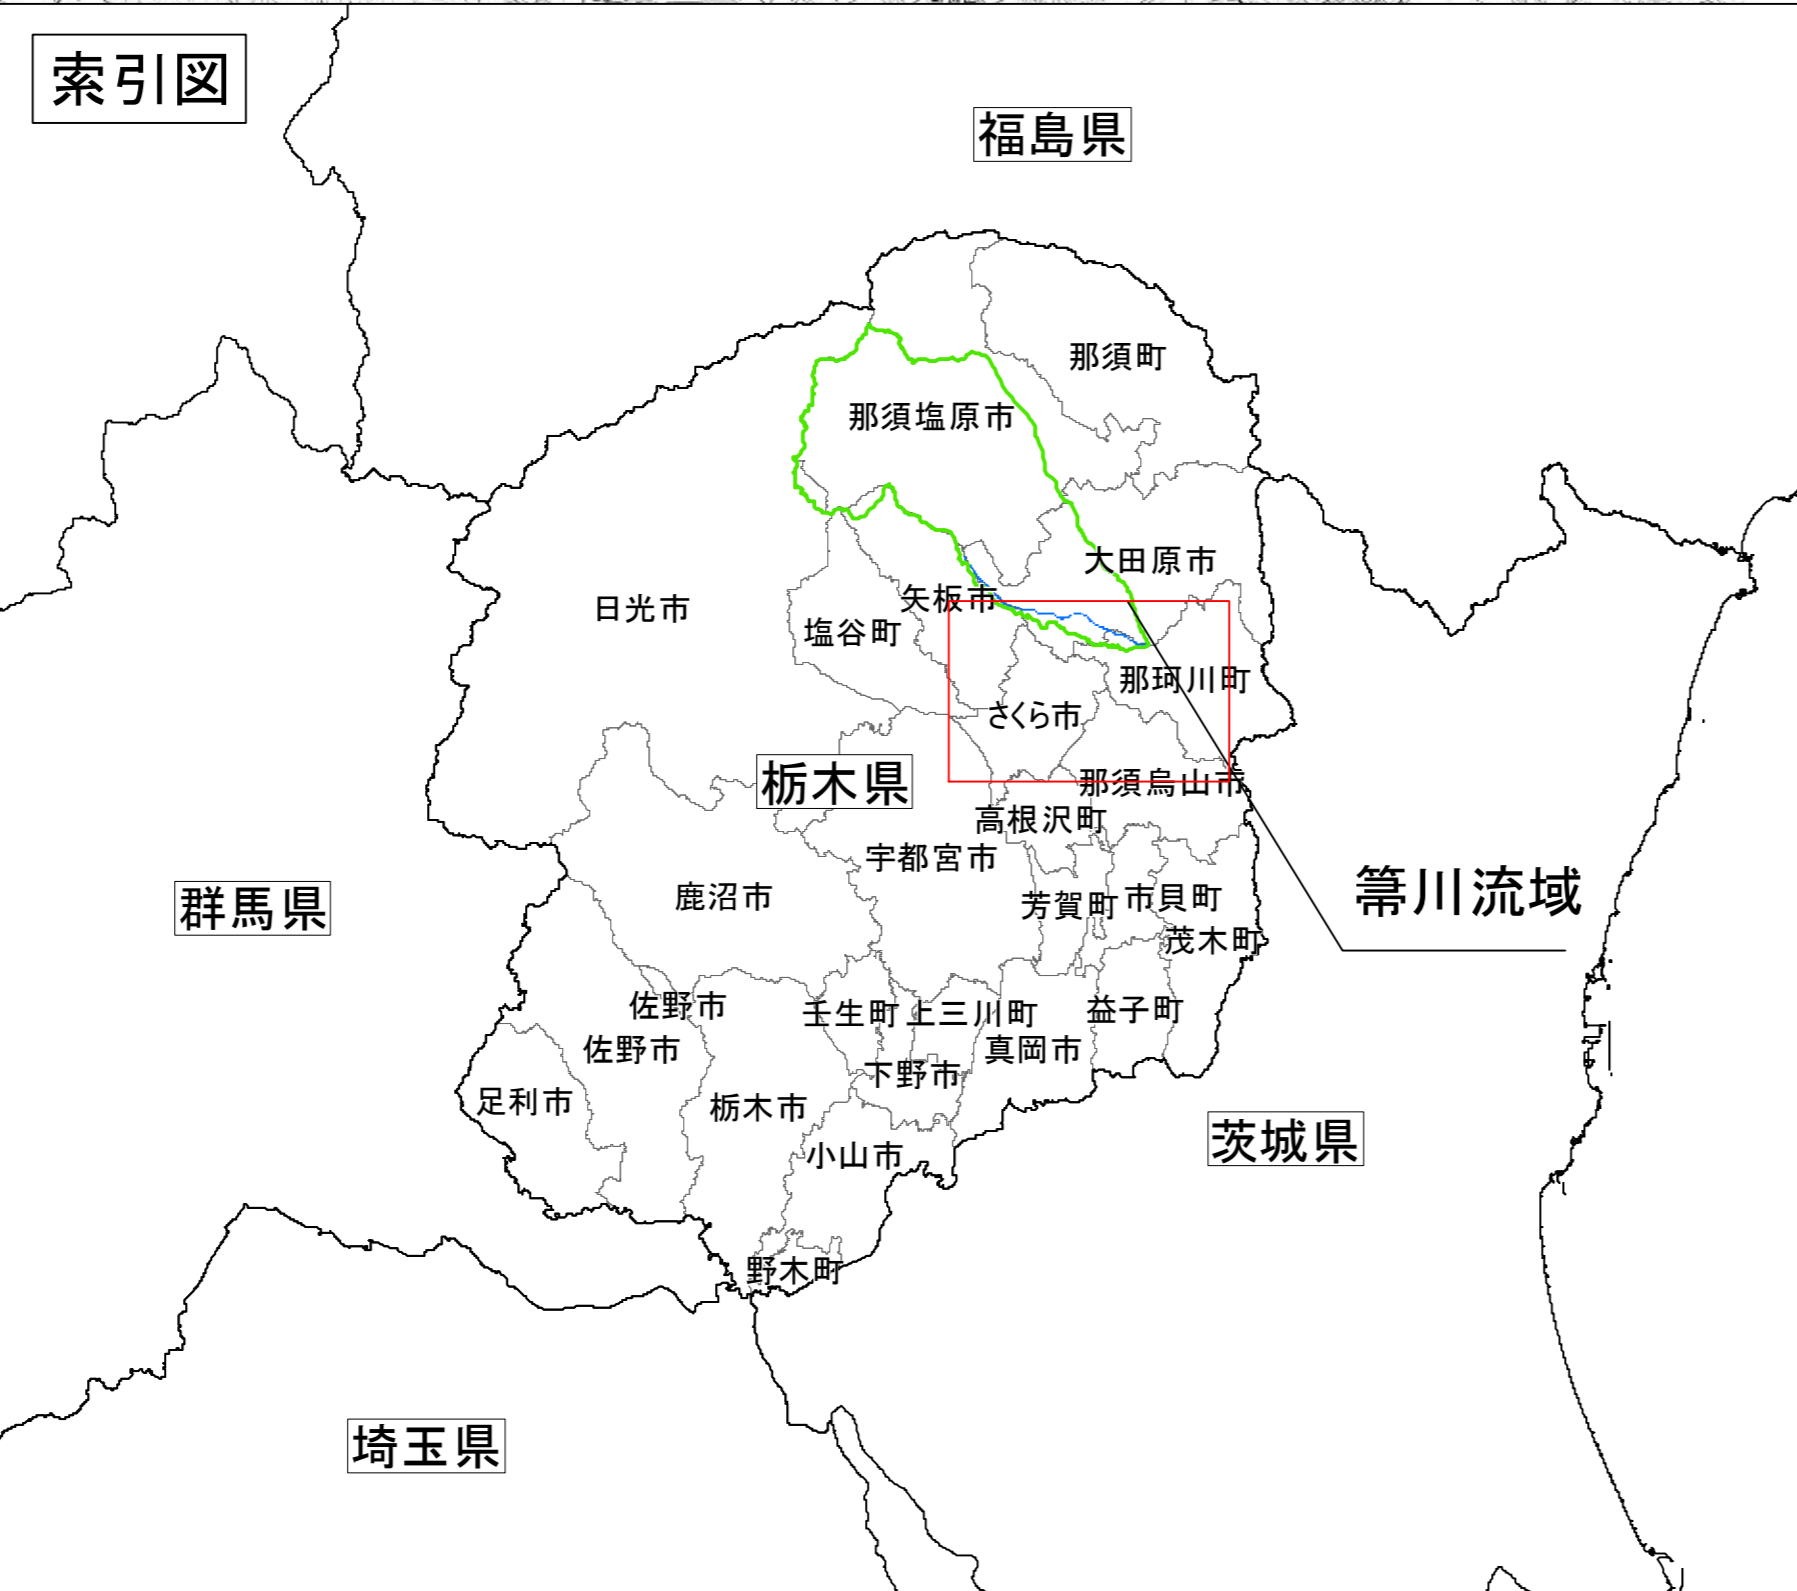 索引図
福島県
那須町
那須塩原市
大田原市
矢板市
日光市
塩谷町
那珂川町
さくら市
栃木県
那須烏山市
高根沢町
宇都宮市
箒川流域
群馬県
鹿沼市
芳賀町
市貝町
茂木町
佐野市
壬生町
上三川町
益子町
佐野市
真岡市
下野市
足利市
栃木市
茨城県
小山市
野木町
埼玉県